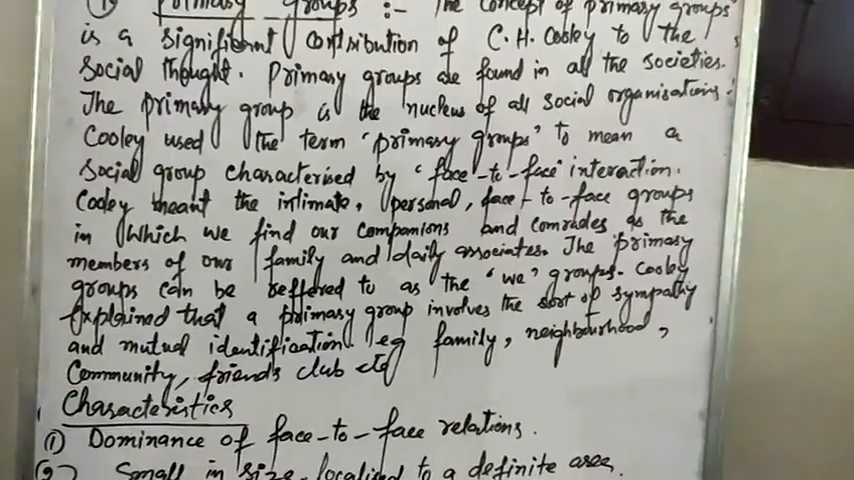 ① Primary groups :- The concept of primary groups
is a significant contribution of C.H. Cooley to the
social thought. Primary groups are found in all the societies.
The primary group is the nucleus of all social organisations.
Cooley used the term 'primary groups' to mean a
social group characterised by 'face-to-face' interaction.
Cooley meant the intimate, personal, face-to-face groups
in which we find our companions and comrades as the
members of our family and daily associates. The primary
groups can be reffered to as the 'we' groups. Cooley
explained that a primary group involves the sort of sympathy
and mutual identification eg family, neighbourhood,
Community, friends club etc
Characteristics
① Dominance of face-to-face relations.
② Small in size, localised to a definite area.